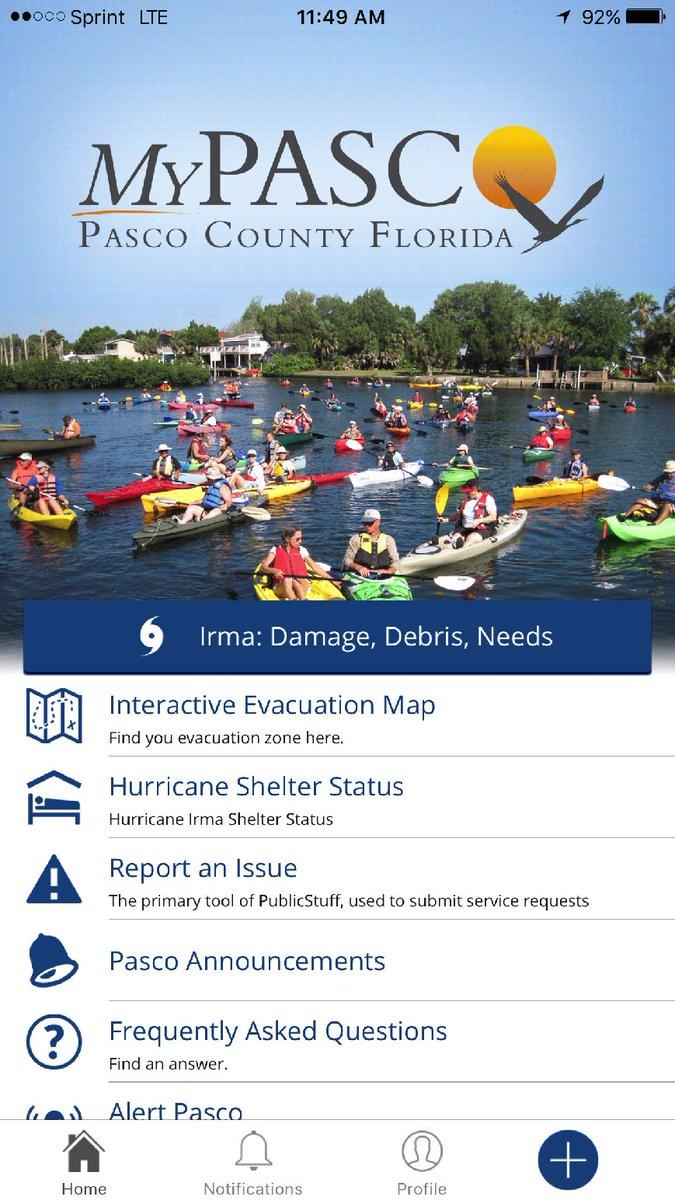 Sprint LTE 11:49 AM 92%
MyPASCO
PASCO COUNTY FLORIDA
Irma: Damage, Debris, Needs
Interactive Evacuation Map
Find you evacuation zone here.
Hurricane Shelter Status
Hurricane Irma Shelter Status
Report an Issue
The primary tool of PublicStuff, used to submit service requests
Pasco Announcements
Frequently Asked Questions
Find an answer.
Alert Pasco
Home Notifications Profile